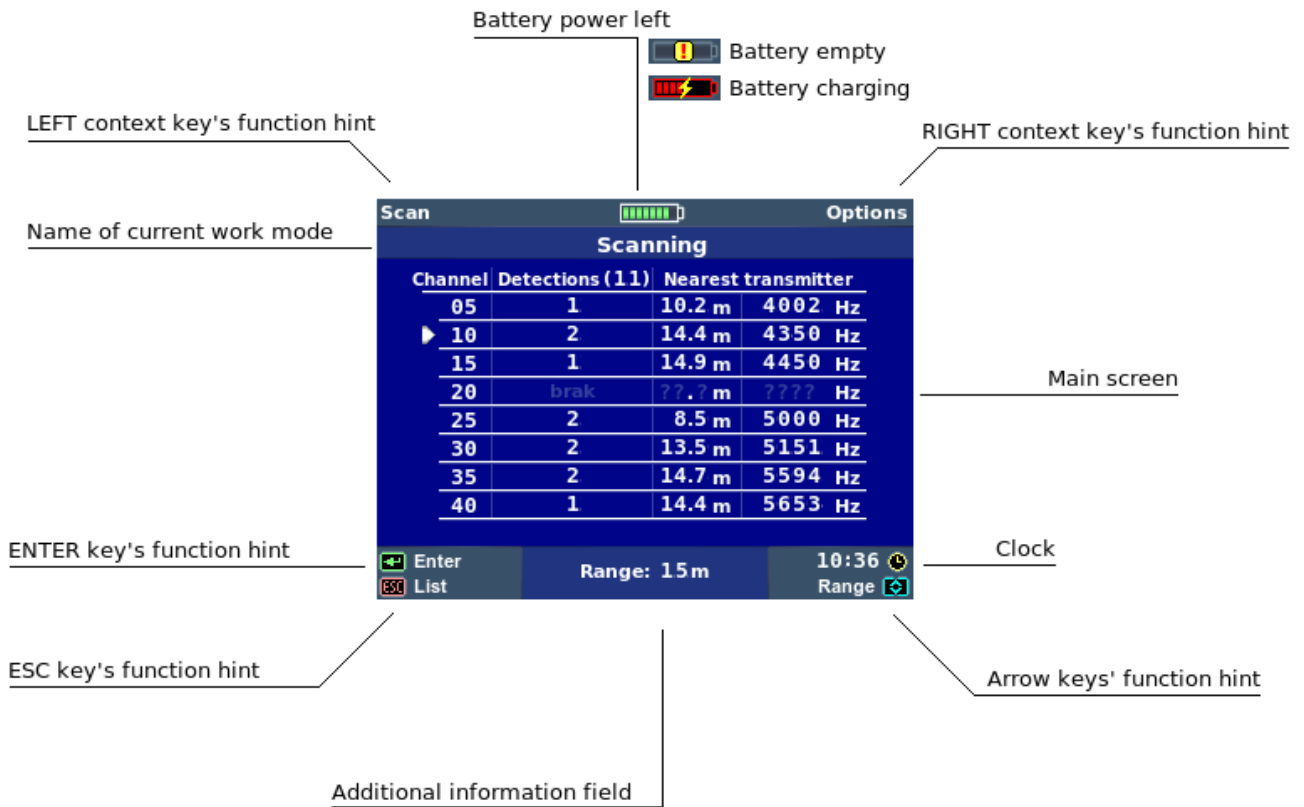 Battery power left
Battery empty
Battery charging
LEFT context key's function hint
RIGHT context key's function hint
Name of current work mode
Scan Options
Scanning
Channel Detections (11) Nearest transmitter
05 1 10.2 m 4002 Hz
10 2 14.4 m 4350 Hz
15 1 14.9 m 4450 Hz
20 brak ??.? m ???? Hz
25 2 8.5 m 5000 Hz
30 2 13.5 m 5151 Hz
35 2 14.7 m 5594 Hz
40 1 14.4 m 5653 Hz
Main screen
ENTER key's function hint
Enter
ESC List
Range: 15m
10:36
Range
Clock
ESC key's function hint
Arrow keys' function hint
Additional information field